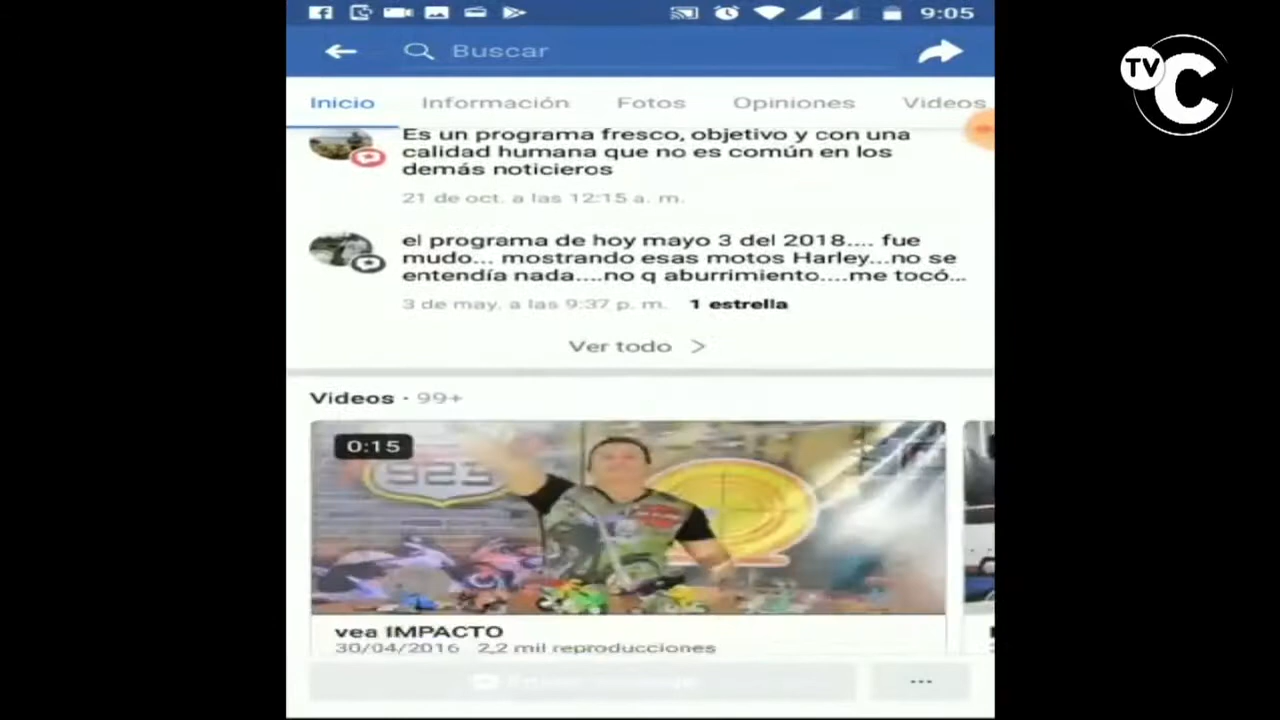 9:05
Buscar
TV C
Inicio Información Fotos Opiniones Videos
Es un programa fresco, objetivo y con una
calidad humana que no es común en los
demás noticieros
21 de oct. a las 12:15 a. m.
el programa de hoy mayo 3 del 2018.... fue
mudo... mostrando esas motos Harley...no se
entendía nada....no q aburrimiento....me tocó...
3 de may. a las 9:37 p. m. 1 estrella
Ver todo >
Videos · 99+
0:15
923
vea IMPACTO
30/04/2016 2,2 mil reproducciones
...